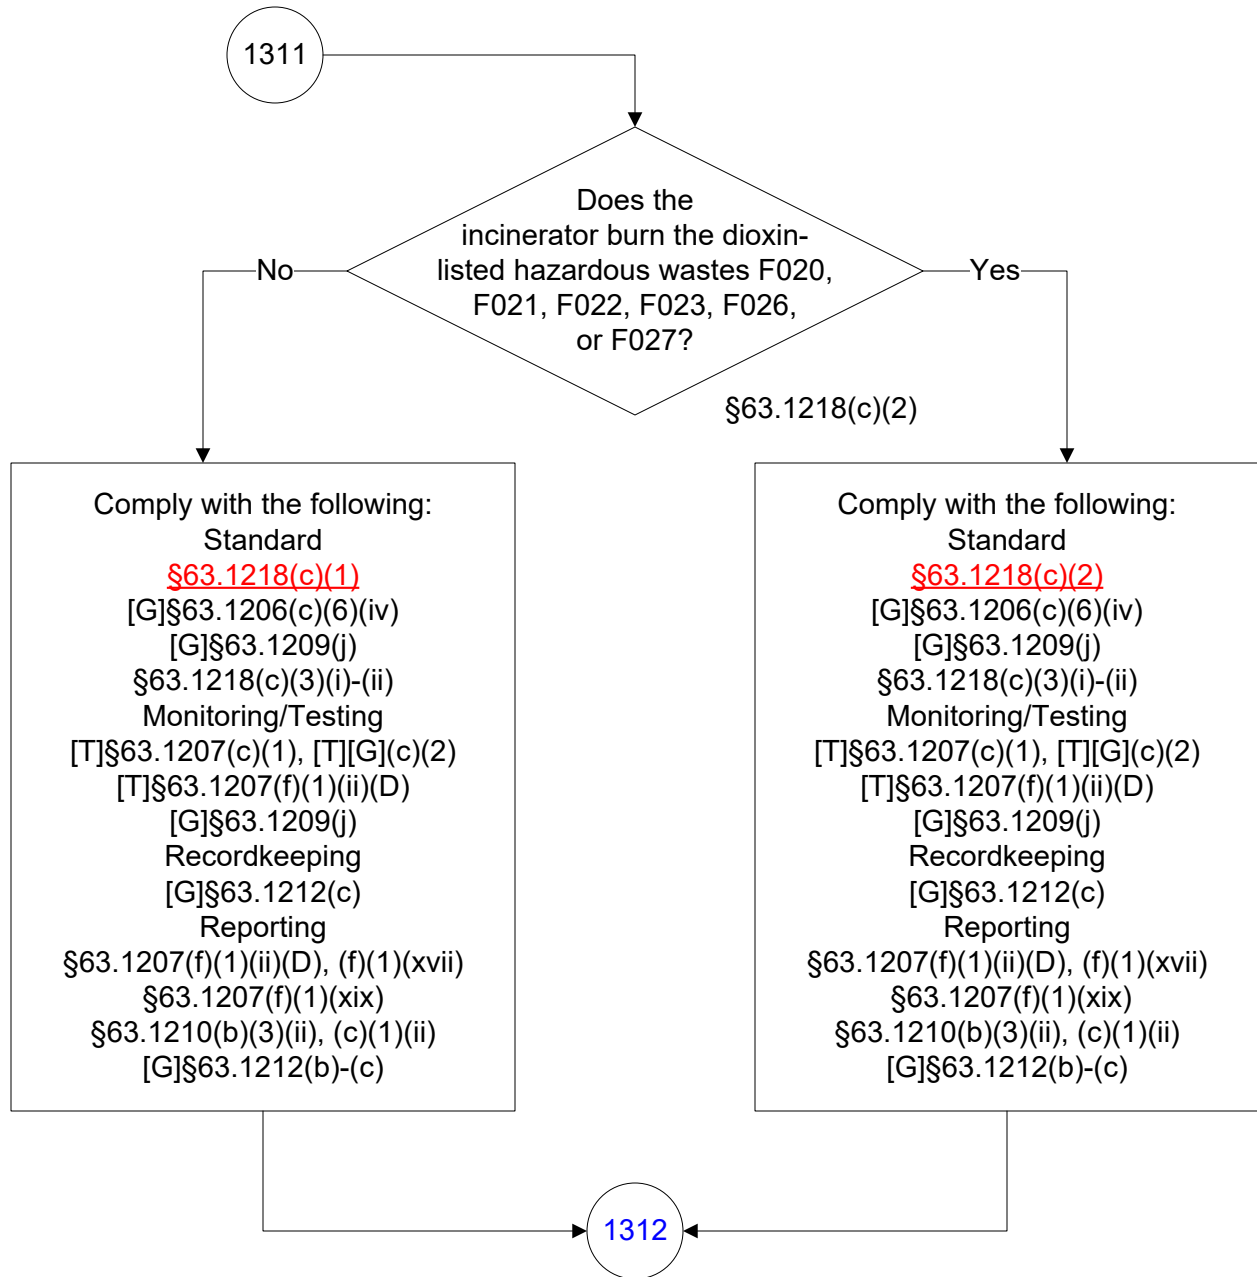 1311
Does the
incinerator burn the dioxin-
listed hazardous wastes F020,
F021, F022, F023, F026,
or F027?
No
Yes
§63.1218(c)(2)
Comply with the following:
Standard
§63.1218(c)(1)
[G]§63.1206(c)(6)(iv)
[G]§63.1209(j)
§63.1218(c)(3)(i)-(ii)
Monitoring/Testing
[T]§63.1207(c)(1), [T][G](c)(2)
[T]§63.1207(f)(1)(ii)(D)
[G]§63.1209(j)
Recordkeeping
[G]§63.1212(c)
Reporting
§63.1207(f)(1)(ii)(D), (f)(1)(xvii)
§63.1207(f)(1)(xix)
§63.1210(b)(3)(ii), (c)(1)(ii)
[G]§63.1212(b)-(c)
Comply with the following:
Standard
§63.1218(c)(2)
[G]§63.1206(c)(6)(iv)
[G]§63.1209(j)
§63.1218(c)(3)(i)-(ii)
Monitoring/Testing
[T]§63.1207(c)(1), [T][G](c)(2)
[T]§63.1207(f)(1)(ii)(D)
[G]§63.1209(j)
Recordkeeping
[G]§63.1212(c)
Reporting
§63.1207(f)(1)(ii)(D), (f)(1)(xvii)
§63.1207(f)(1)(xix)
§63.1210(b)(3)(ii), (c)(1)(ii)
[G]§63.1212(b)-(c)
1312